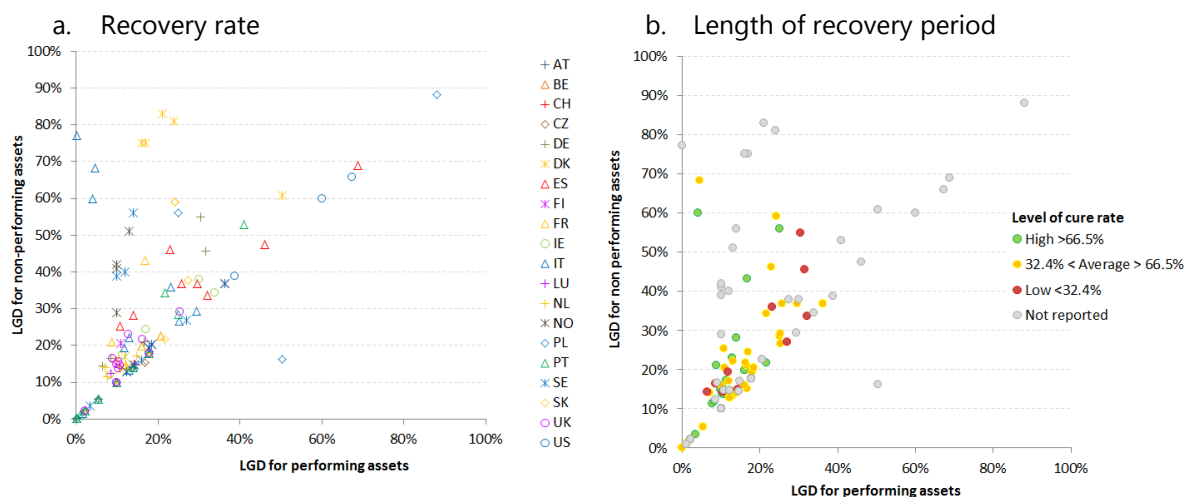 a. Recovery rate
100%
90%
80%
70%
60%
50%
40%
30%
20%
10%
0%
LGD for non-performing assets
0% 20% 40% 60% 80% 100%
LGD for performing assets
AT
BE
CH
CZ
DE
DK
ES
FI
FR
IE
IT
LU
NL
NO
PL
PT
SE
SK
UK
US
b. Length of recovery period
100%
90%
80%
70%
60%
50%
40%
30%
20%
10%
0%
LGD for non performing assets
0% 20% 40% 60% 80% 100%
LGD for performing assets
Level of cure rate
High >66.5%
32.4% < Average > 66.5%
Low <32.4%
Not reported